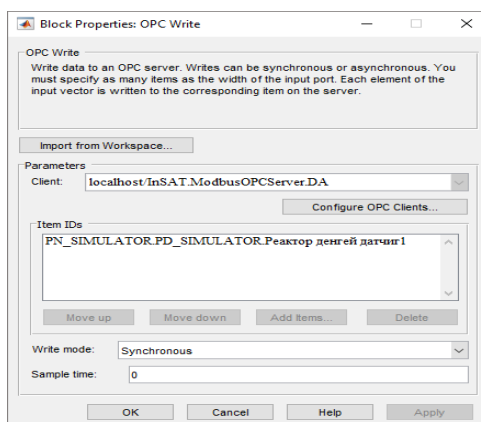 Block Properties: OPC Write
OPC Write
Write data to an OPC server. Writes can be synchronous or asynchronous. You
must specify as many items as the width of the input port. Each element of the
input vector is written to the corresponding item on the server.
Import from Workspace...
Parameters
Client: localhost/InSAT.ModbusOPCServer.DA
Configure OPC Clients...
Item IDs
PN_SIMULATOR.PD_SIMULATOR.Реактор денгей датчиг1
Move up Move down Add Items... Delete
Write mode: Synchronous
Sample time: 0
OK Cancel Help Apply